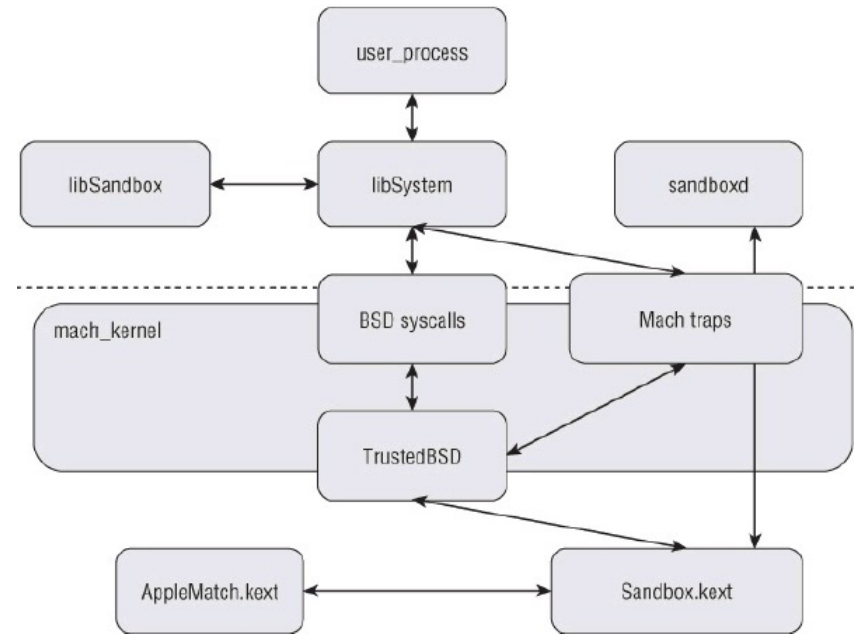 user_process
libSandbox
libSystem
sandboxd
BSD syscalls
Mach traps
mach_kernel
TrustedBSD
AppleMatch.kext
Sandbox.kext